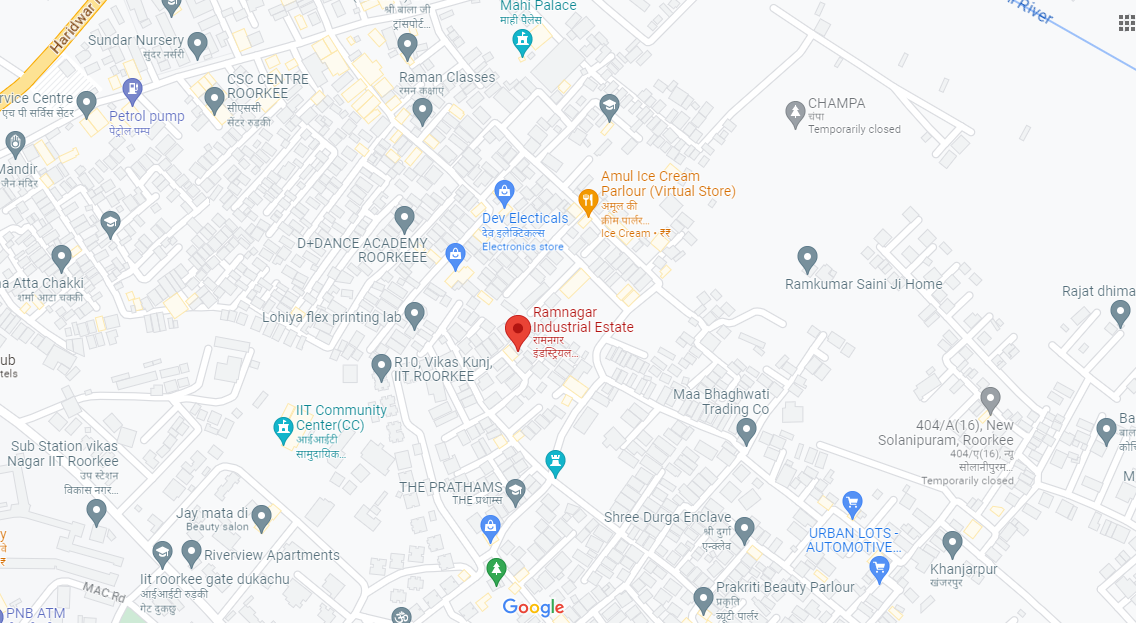 श्री बाला जी
ट्रांसपोर्ट...
Mahi Palace
माही पैलेस
River
Haridwar
Sundar Nursery
सुंदर नर्सरी
CSC CENTRE
ROORKEE
सीएससी
सेंटर रुडकी
Raman Classes
रमन कक्षाएं
rvice Centre
एच पी सर्विस सेंटर
Petrol pump
पेट्रोल पम्प
CHAMPA
चंपा
Temporarily closed
Mandir
जैन मंदिर
Amul Ice Cream
Parlour (Virtual Store)
अमूल की
क्रीम पार्लर...
Ice Cream • ₹₹
Dev Electicals
देव इलेक्टिकल्स
Electronics store
D+DANCE ACADEMY
ROORKEEE
a Atta Chakki
शर्मा आटा चक्की
Ramkumar Saini Ji Home
Rajat dhima
Lohiya flex printing lab
Ramnagar
Industrial Estate
रामनगर
इंडस्ट्रियल...
R10, Vikas Kunj,
IIT ROORKEE
ub
tels
Maa Bhaghwati
Trading Co
IIT Community
Center(CC)
आईआईटी
सामुदायिक...
404/A(16), New
Solanipuram, Roorkee
404/ए(16), न्यू
सोलानीपुरम...
Temporarily closed
Ba
बाल
कोचि
Sub Station vikas
Nagar IIT Roorkee
उप स्टेशन
विकास नगर...
M
THE PRATHAMS
THE प्रथाम्स
Jay mata di
Beauty salon
Shree Durga Enclave
श्री दुर्गा
एन्क्लेव
URBAN LOTS -
AUTOMOTIVE...
y
₹
Riverview Apartments
Khanjarpur
खंजरपुर
Iit roorkee gate dukachu
आईआईटी रुडकी
गेट दुकछु
MAC Rd
Prakriti Beauty Parlour
प्रकृति
ब्यूटी पार्लर
PNB ATM
Google